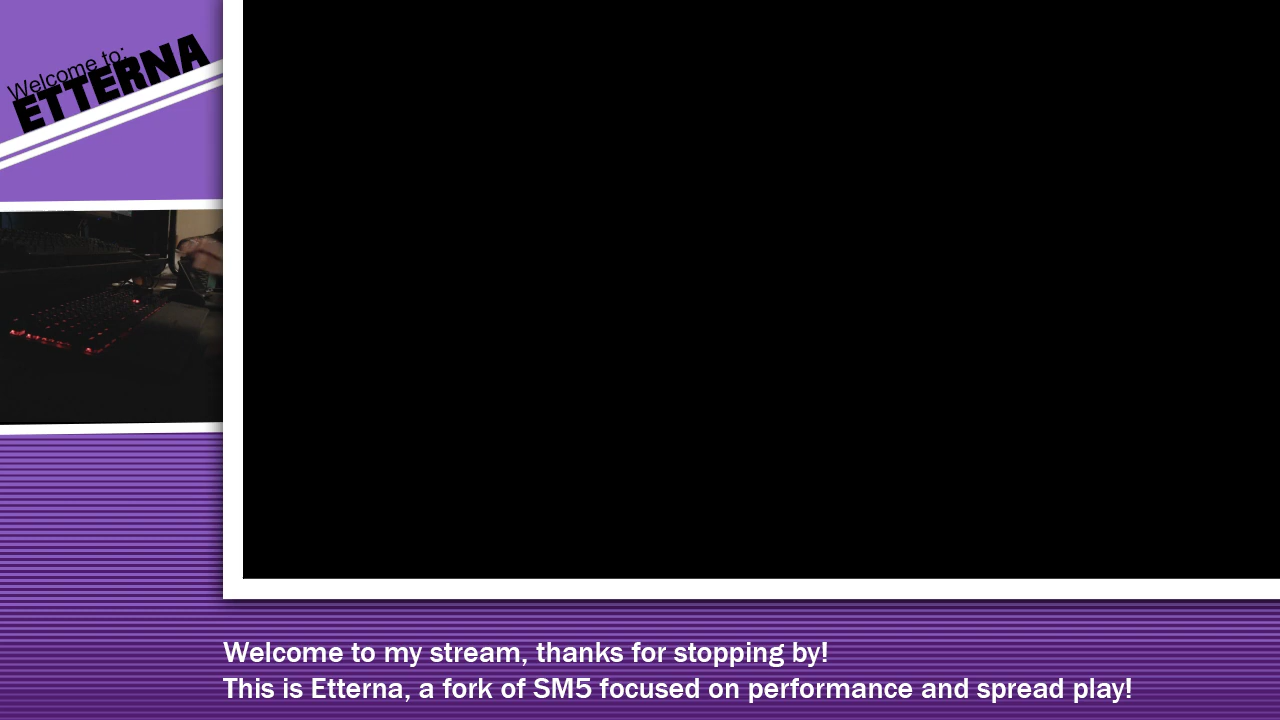 Welcome to:
ETTERNA
Welcome to my stream, thanks for stopping by!
This is Etterna, a fork of SM5 focused on performance and spread play!